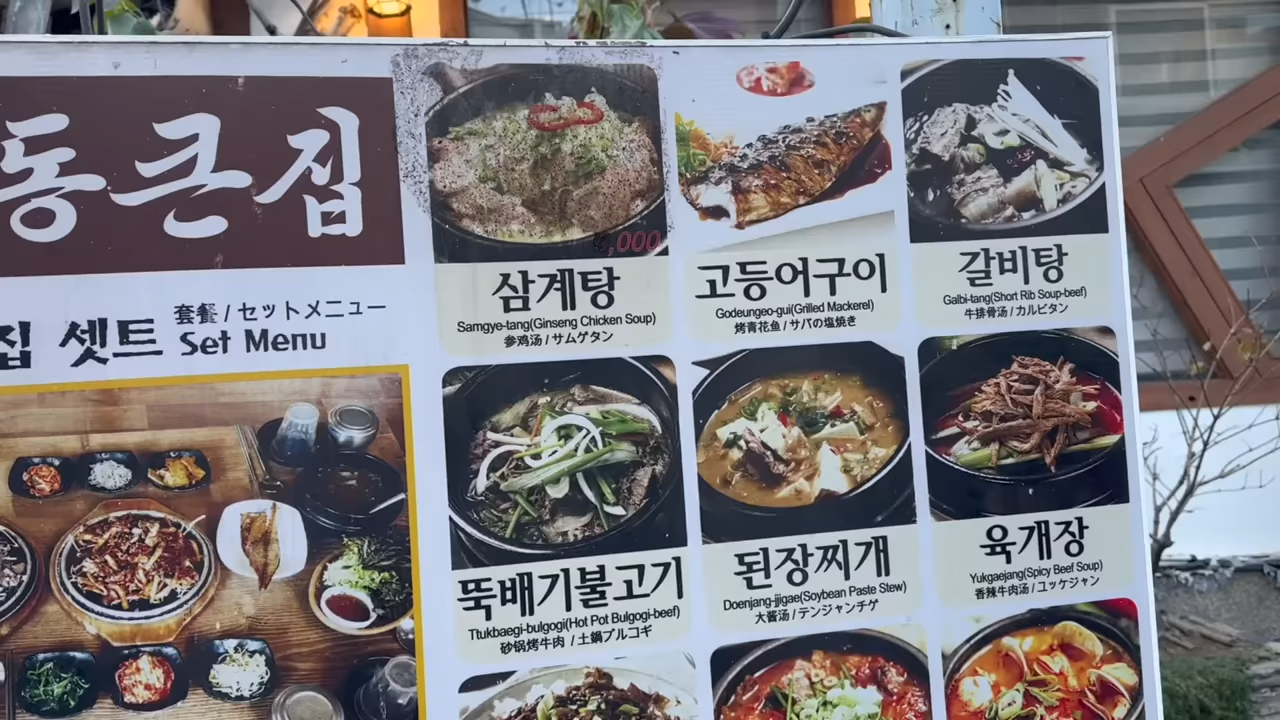 동큰집
套餐 / セットメニュー
집 셋트 Set Menu
,000
삼계탕
Samgye-tang(Ginseng Chicken Soup)
参鸡汤 / サムゲタン
고등어구이
Godeungeo-gui(Grilled Mackerel)
烤青花鱼 / サバの塩焼き
갈비탕
Galbi-tang(Short Rib Soup-beef)
牛排骨汤 / カルビタン
뚝배기불고기
Ttukbaegi-bulgogi(Hot Pot Bulgogi-beef)
砂锅烤牛肉 / 土鍋プルコギ
된장찌개
Doenjang-jjigae(Soybean Paste Stew)
大酱汤 / テンジャンチゲ
육개장
Yukgaejang(Spicy Beef Soup)
香辣牛肉汤 / ユッケジャン